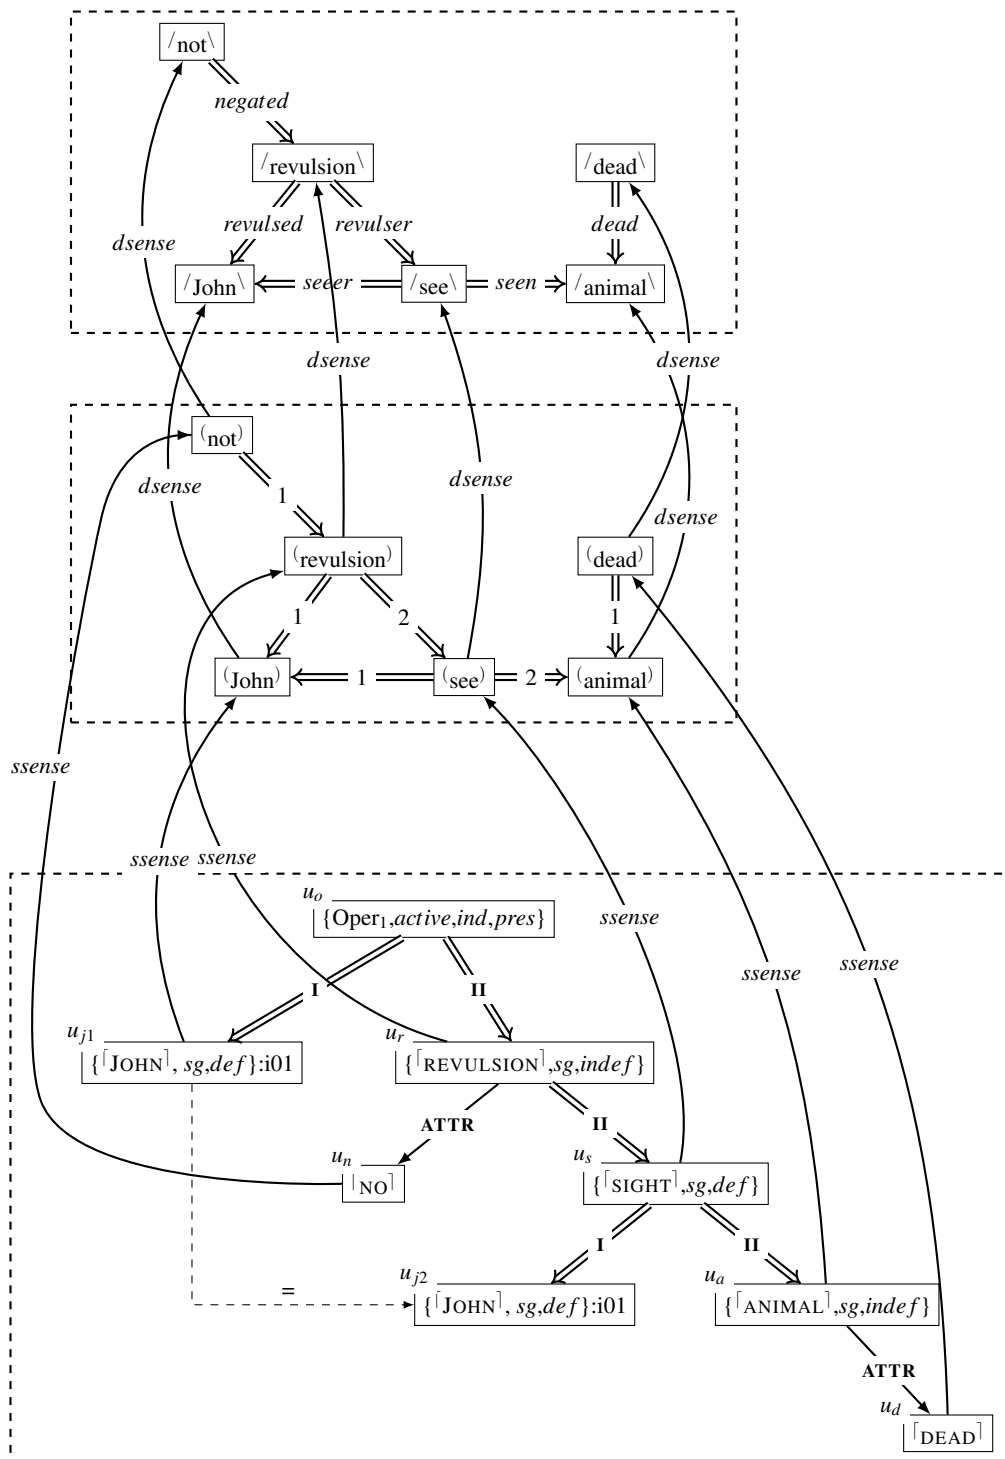 /not\
negated
/revulsion\ /dead\
revulsed revulser dead
dsense
/John\ seeer /see\ seen /animal\
dsense dsense
(not)
dsense dsense
1
dsense
(revulsion) (dead)
1 2 1
(John) 1 (see) 2 (animal)
ssense
ssense ssense
u_o
{Oper₁,active,ind,pres}
ssense
ssense ssense
I II
u_j1 u_r
{⌈JOHN⌉, sg,def}:i01 {⌈REVULSION⌉,sg,indef}
ATTR II
u_n u_s
⌈NO⌉ {⌈SIGHT⌉,sg,def}
I II
u_j2 u_a
= {⌈JOHN⌉, sg,def}:i01 {⌈ANIMAL⌉,sg,indef}
ATTR
u_d
⌈DEAD⌉